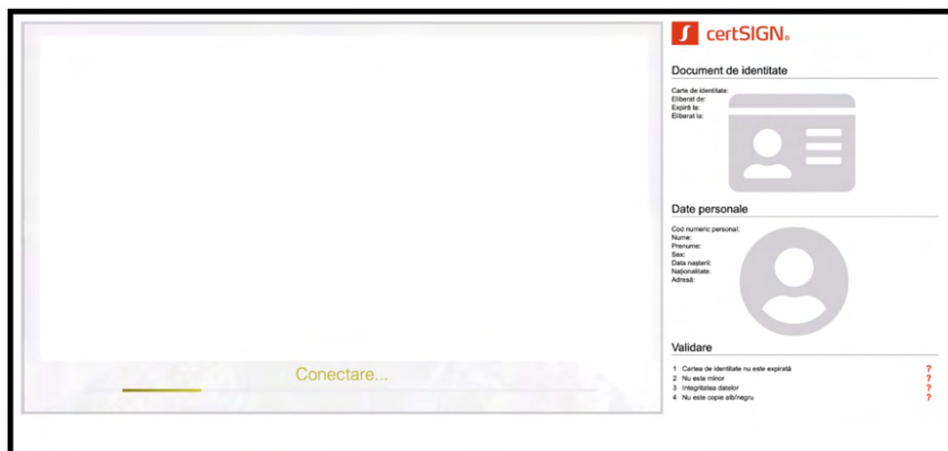 certSIGN®
Document de identitate
Carte de identitate:
Eliberat de:
Expiră la:
Eliberat la:
Date personale
Cod numeric personal:
Nume:
Prenume:
Sex:
Data nașterii:
Naționalitate:
Adresă:
Validare
1 Cartea de identitate nu este expirată ?
2 Nu este minor ?
3 Integritatea datelor ?
4 Nu este copie alb/negru ?
Conectare...